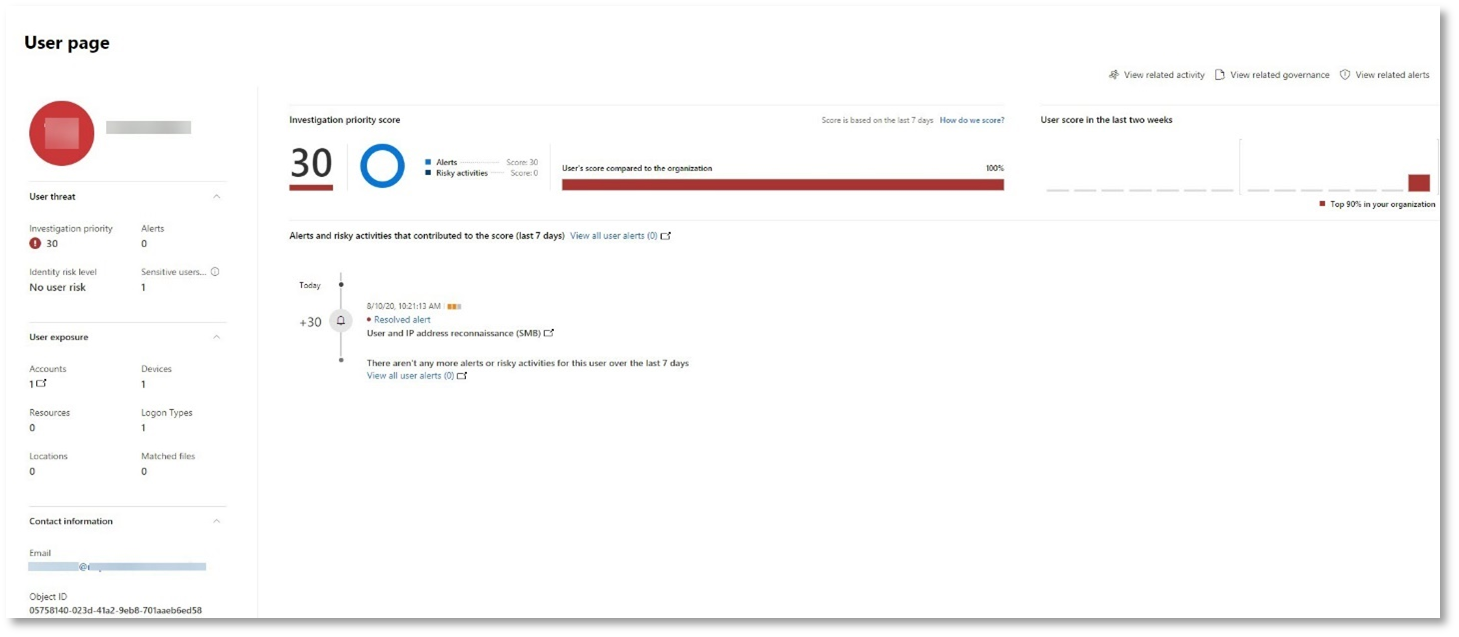 User page
View related activity View related governance View related alerts
User threat
Investigation priority Alerts
30 0
Identity risk level Sensitive users...
No user risk 1
User exposure
Accounts Devices
1 1
Resources Logon Types
0 1
Locations Matched files
0 0
Contact information
Email
@
Object ID
05758140-023d-41a2-9eb8-701aaeb6ed58
Investigation priority score Score is based on the last 7 days How do we score?
30
Alerts Score: 30
Risky activities Score: 0
User's score compared to the organization 100%
User score in the last two weeks
Top 90% in your organization
Alerts and risky activities that contributed to the score (last 7 days) View all user alerts (0)
Today
8/10/20, 10:21:13 AM
+30
Resolved alert
User and IP address reconnaissance (SMB)
There aren't any more alerts or risky activities for this user over the last 7 days
View all user alerts (0)